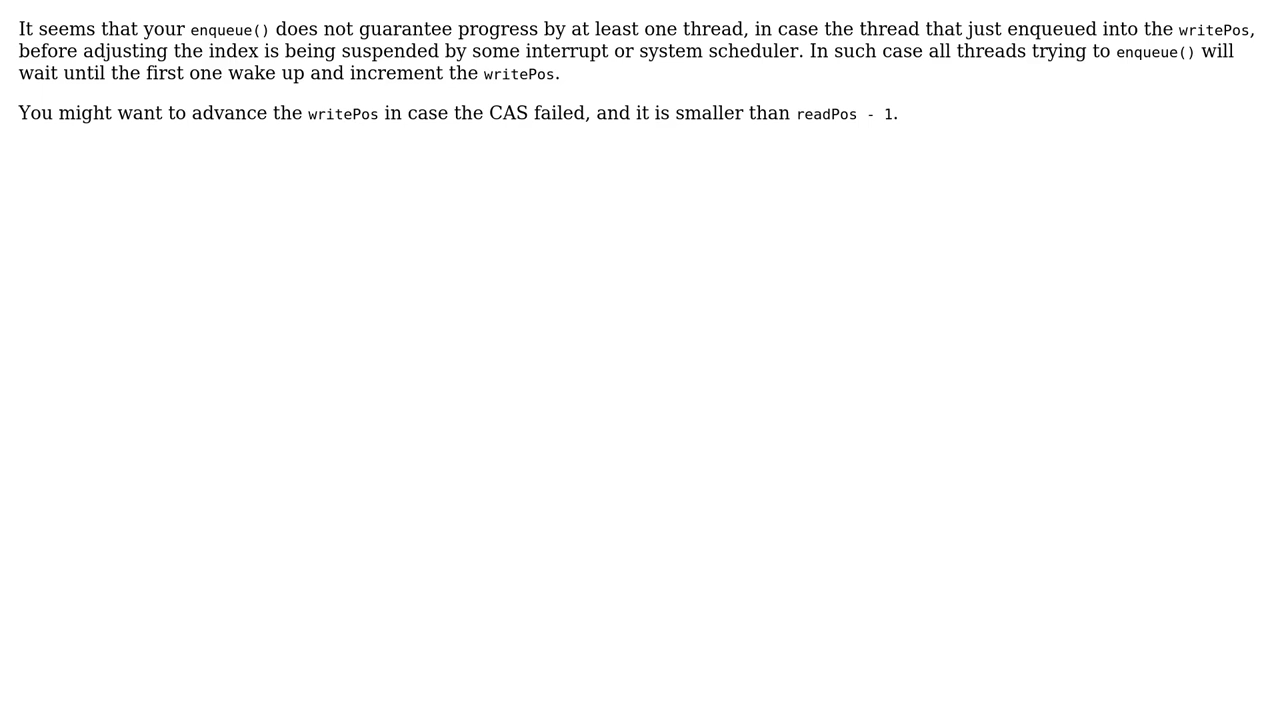 It seems that your enqueue() does not guarantee progress by at least one thread, in case the thread that just enqueued into the writePos,
before adjusting the index is being suspended by some interrupt or system scheduler. In such case all threads trying to enqueue() will
wait until the first one wake up and increment the writePos.
You might want to advance the writePos in case the CAS failed, and it is smaller than readPos - 1.